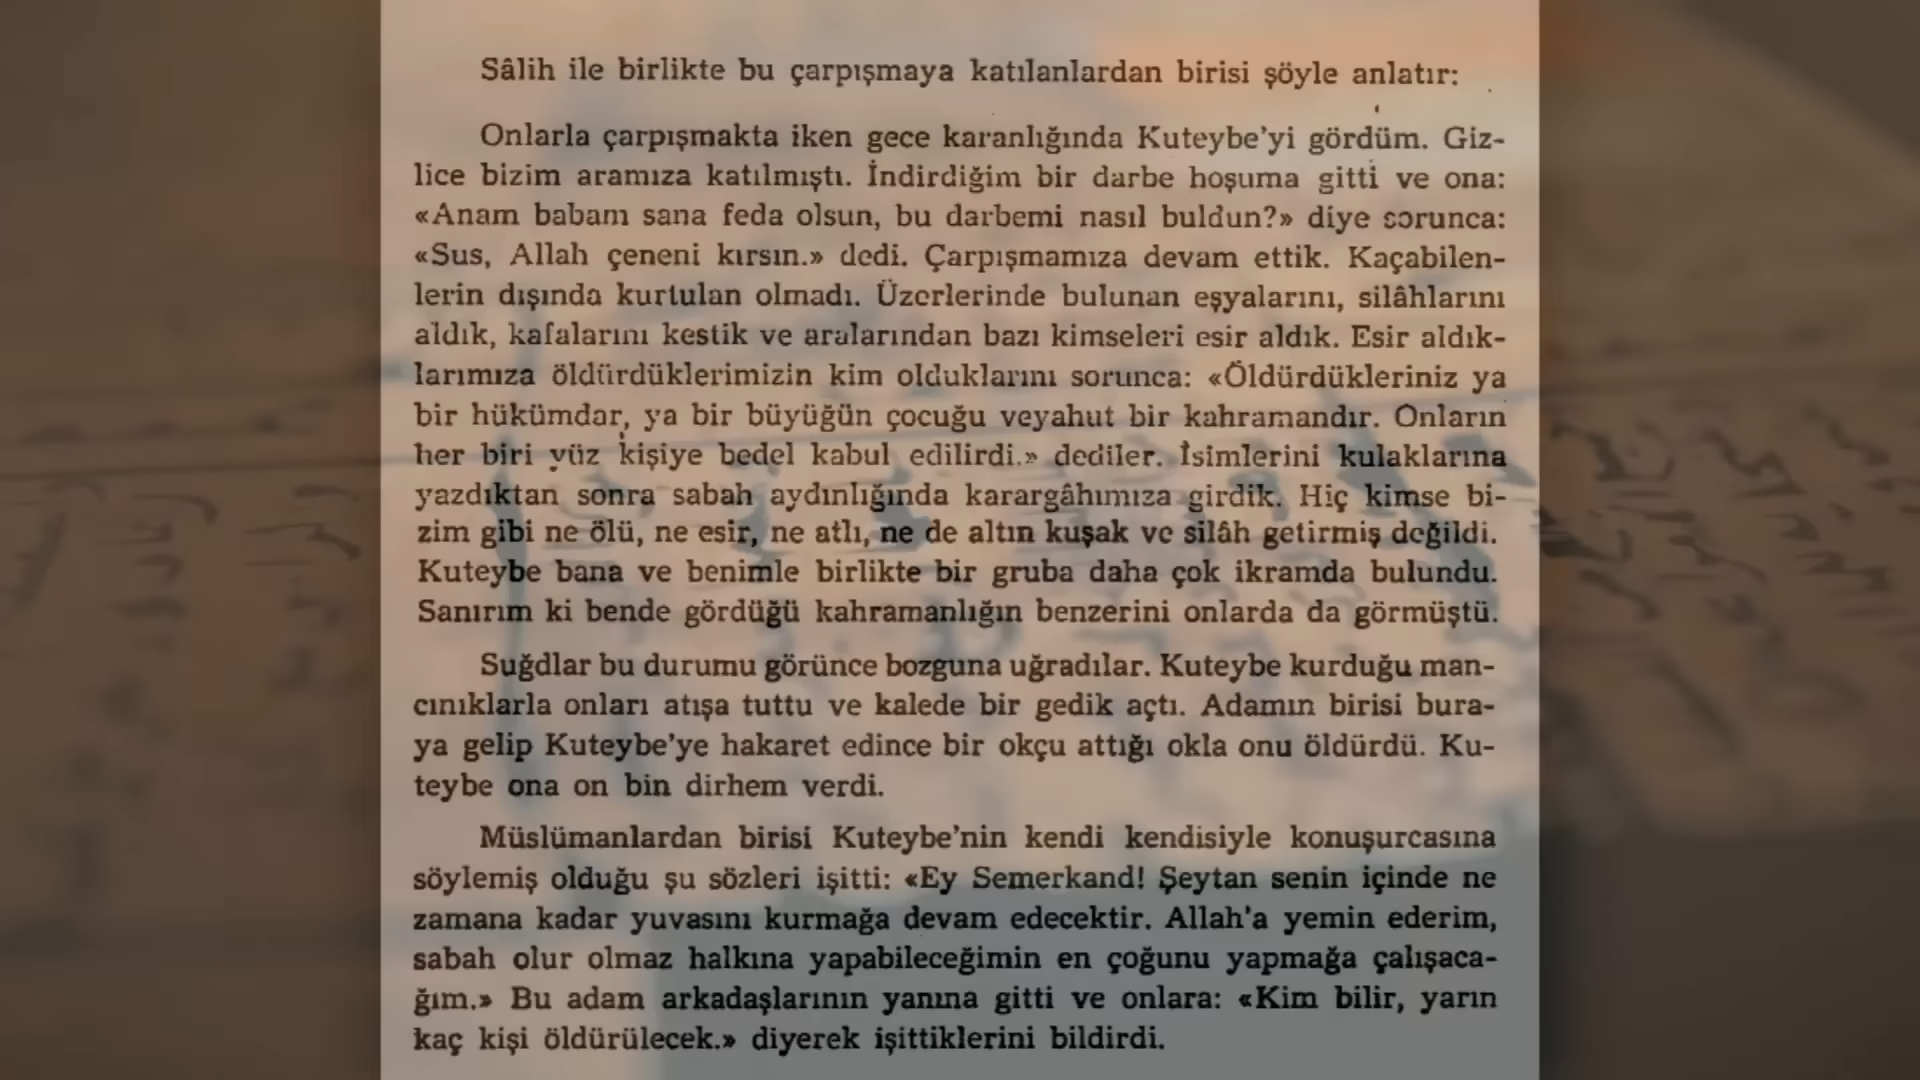 Sâlih ile birlikte bu çarpışmaya katılanlardan birisi şöyle anlatır:
Onlarla çarpışmakta iken gece karanlığında Kuteybe'yi gördüm. Giz-
lice bizim aramıza katılmıştı. İndirdiğim bir darbe hoşuma gitti ve ona:
«Anam babam sana feda olsun, bu darbemi nasıl buldun?» diye sorunca:
«Sus, Allah çeneni kırsın.» dedi. Çarpışmamıza devam ettik. Kaçabilen-
lerin dışında kurtulan olmadı. Üzerlerinde bulunan eşyalarını, silâhlarını
aldık, kafalarını kestik ve aralarından bazı kimseleri esir aldık. Esir aldık-
larımıza öldürdüklerimizin kim olduklarını sorunca: «Öldürdükleriniz ya
bir hükümdar, ya bir büyüğün çocuğu veyahut bir kahramandır. Onların
her biri yüz kişiye bedel kabul edilirdi.» dediler. İsimlerini kulaklarına
yazdıktan sonra sabah aydınlığında karargâhımıza girdik. Hiç kimse bi-
zim gibi ne ölü, ne esir, ne atlı, ne de altın kuşak ve silâh getirmiş değildi.
Kuteybe bana ve benimle birlikte bir gruba daha çok ikramda bulundu.
Sanırım ki bende gördüğü kahramanlığın benzerini onlarda da görmüştü.
Suğdlar bu durumu görünce bozguna uğradılar. Kuteybe kurduğu man-
cınıklarla onları atışa tuttu ve kalede bir gedik açtı. Adamın birisi bura-
ya gelip Kuteybe'ye hakaret edince bir okçu attığı okla onu öldürdü. Ku-
teybe ona on bin dirhem verdi.
Müslümanlardan birisi Kuteybe'nin kendi kendisiyle konuşurcasına
söylemiş olduğu şu sözleri işitti: «Ey Semerkand! Şeytan senin içinde ne
zamana kadar yuvasını kurmağa devam edecektir. Allah'a yemin ederim,
sabah olur olmaz halkına yapabileceğimin en çoğunu yapmağa çalışaca-
ğım.» Bu adam arkadaşlarının yanına gitti ve onlara: «Kim bilir, yarın
kaç kişi öldürülecek.» diyerek işittiklerini bildirdi.